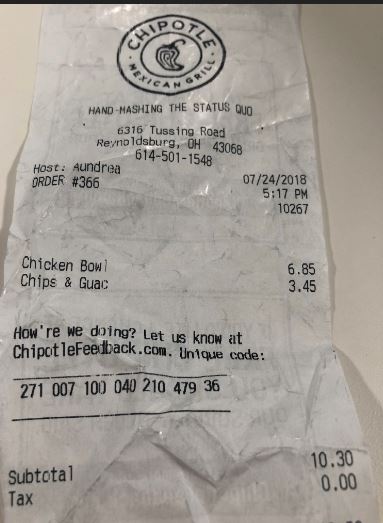 CHIPOTLE
MEXICAN GRILL
HAND-MASHING THE STATUS QUO
6316 Tussing Road
Reynoldsburg, OH 43068
614-501-1548
Host: Aundrea
ORDER #366
07/24/2018
5:17 PM
10267
Chicken Bowl 6.85
Chips & Guac 3.45
How're we doing? Let us know at
ChipotleFeedback.com. Unique code:
271 007 100 040 210 479 36
Subtotal 10.30
Tax 0.00